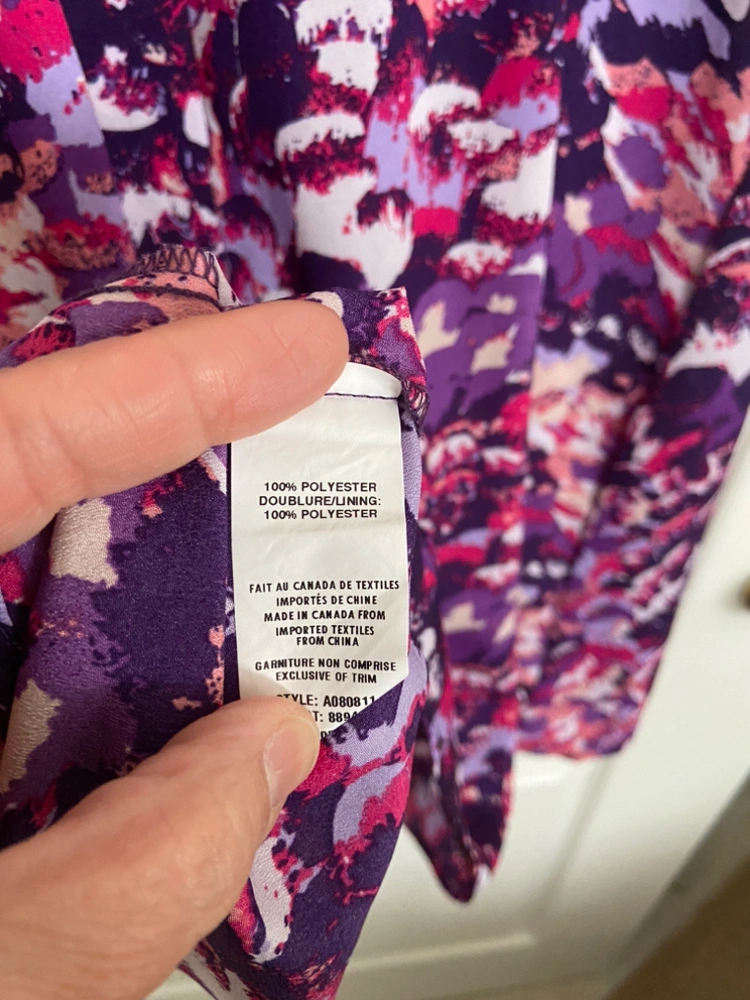 100% POLYESTER
DOUBLURE/LINING:
100% POLYESTER
FAIT AU CANADA DE TEXTILES
IMPORTÉS DE CHINE
MADE IN CANADA FROM
IMPORTED TEXTILES
FROM CHINA
GARNITURE NON COMPRISE
EXCLUSIVE OF TRIM
A080811